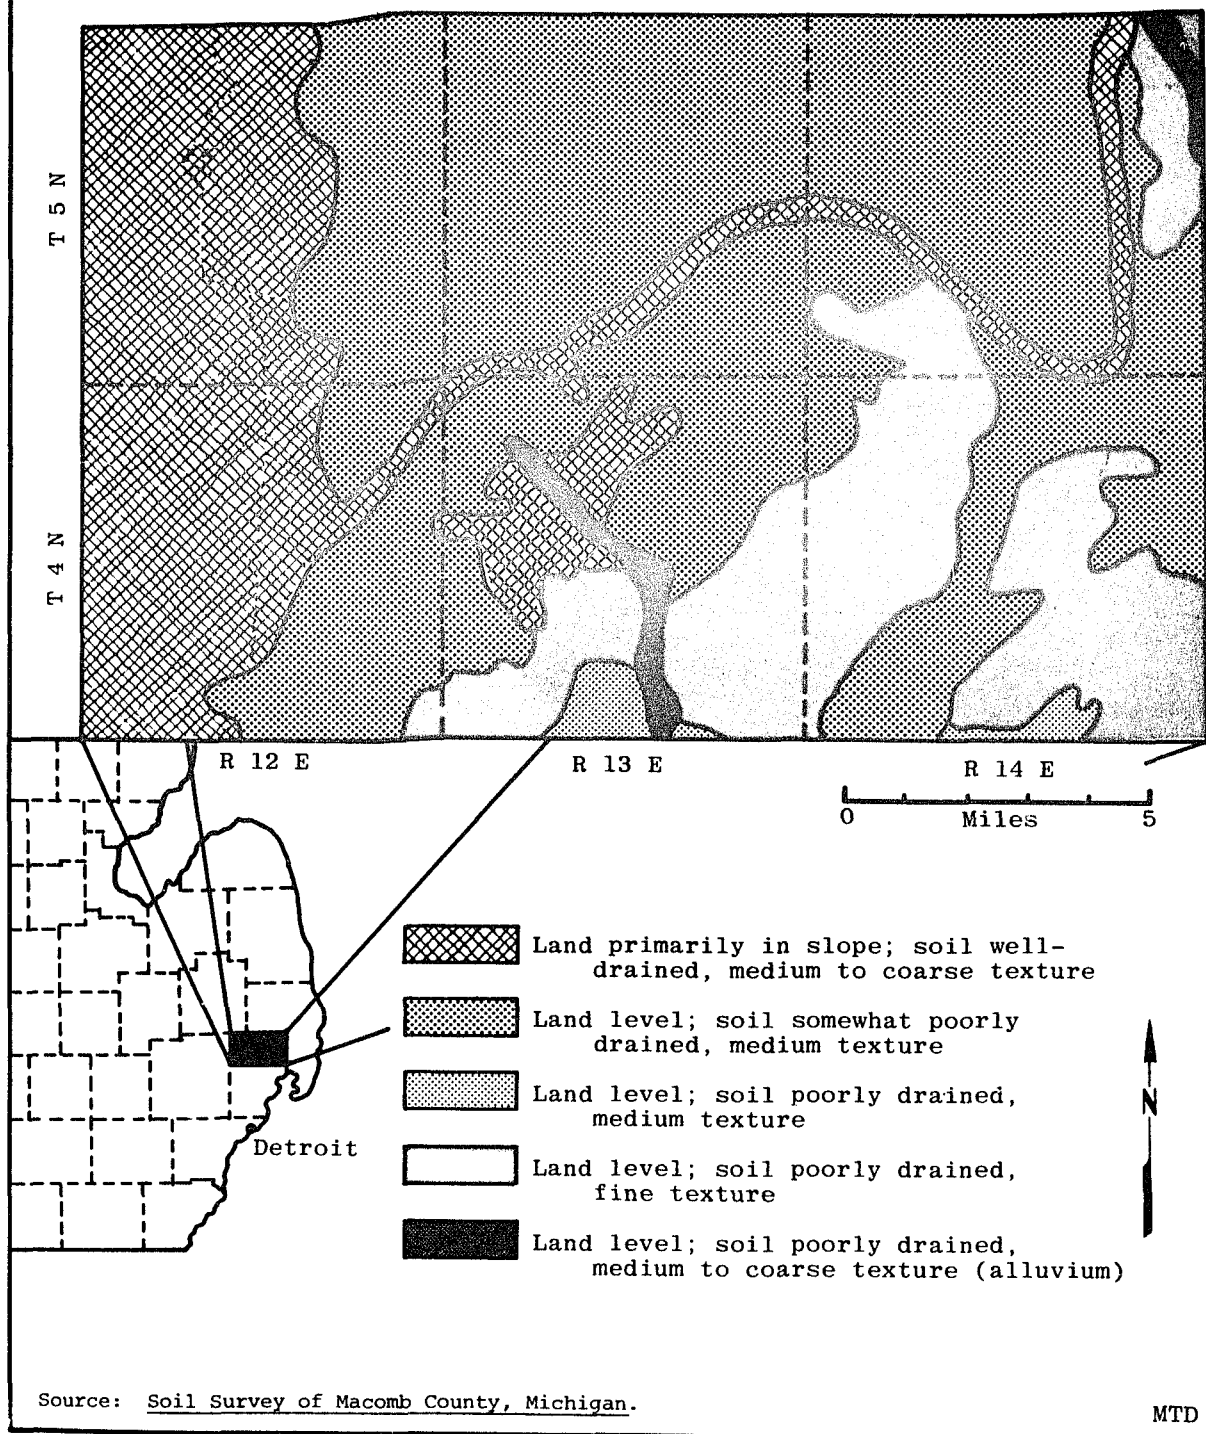 T 5 N
T 4 N
R 12 E
R 13 E
R 14 E
0 Miles 5
Land primarily in slope; soil well-
drained, medium to coarse texture
Land level; soil somewhat poorly
drained, medium texture
Land level; soil poorly drained,
medium texture
Land level; soil poorly drained,
fine texture
Land level; soil poorly drained,
medium to coarse texture (alluvium)
N
Detroit
Source: Soil Survey of Macomb County, Michigan.
MTD